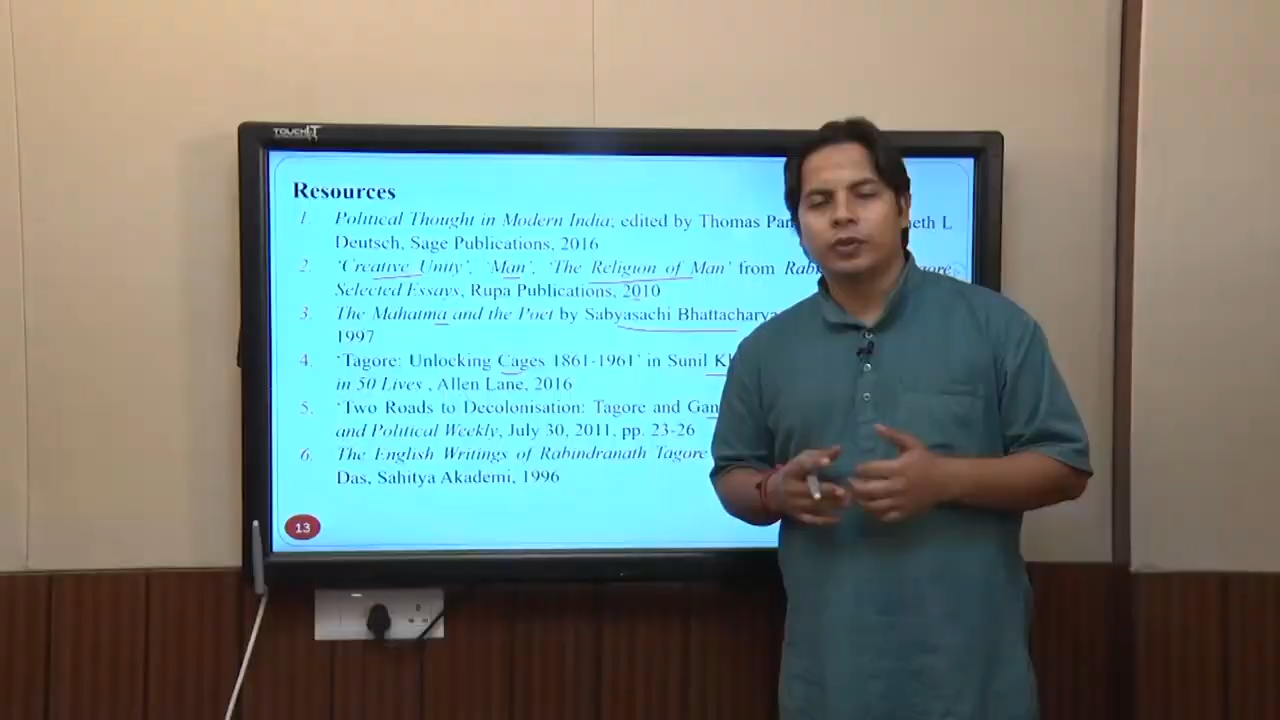 TOUCHIT
Resources
1. Political Thought in Modern India; edited by Thomas Pan neth L
Deutsch, Sage Publications, 2016
2. 'Creative Unity', 'Man', 'The Religion of Man' from
Selected Essays, Rupa Publications, 2010
3. The Mahatma and the Poet by Sabyasachi Bhattacharya
1997
4. 'Tagore: Unlocking Cages 1861-1961' in Sunil
in 50 Lives , Allen Lane, 2016
5. 'Two Roads to Decolonisation: Tagore and
and Political Weekly, July 30, 2011, pp. 23-26
6. The English Writings of Rabindranath Tagore
Das, Sahitya Akademi, 1996
13